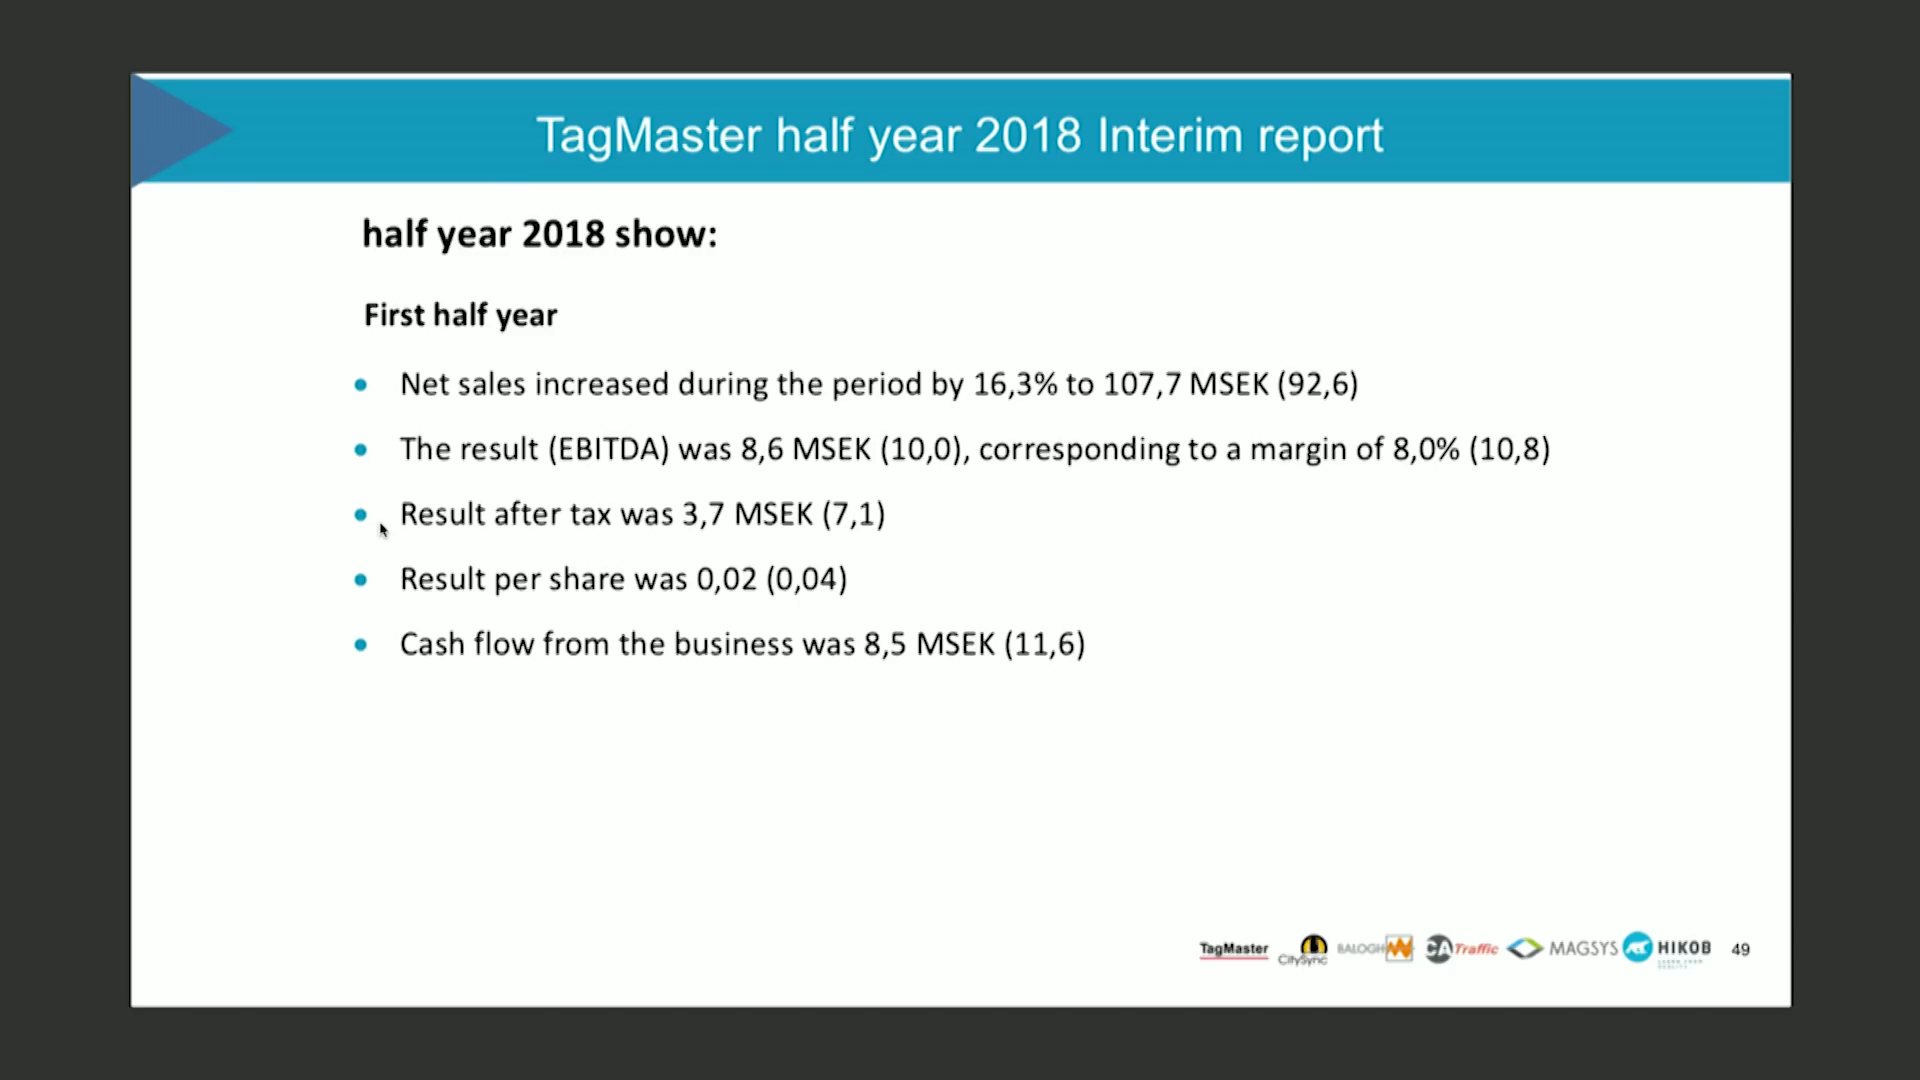 TagMaster half year 2018 Interim report
half year 2018 show:
First half year
• Net sales increased during the period by 16,3% to 107,7 MSEK (92,6)
• The result (EBITDA) was 8,6 MSEK (10,0), corresponding to a margin of 8,0% (10,8)
• Result after tax was 3,7 MSEK (7,1)
• Result per share was 0,02 (0,04)
• Cash flow from the business was 8,5 MSEK (11,6)
TagMaster CitySync BALOGH CA Traffic MAGSYS HIKOB 49